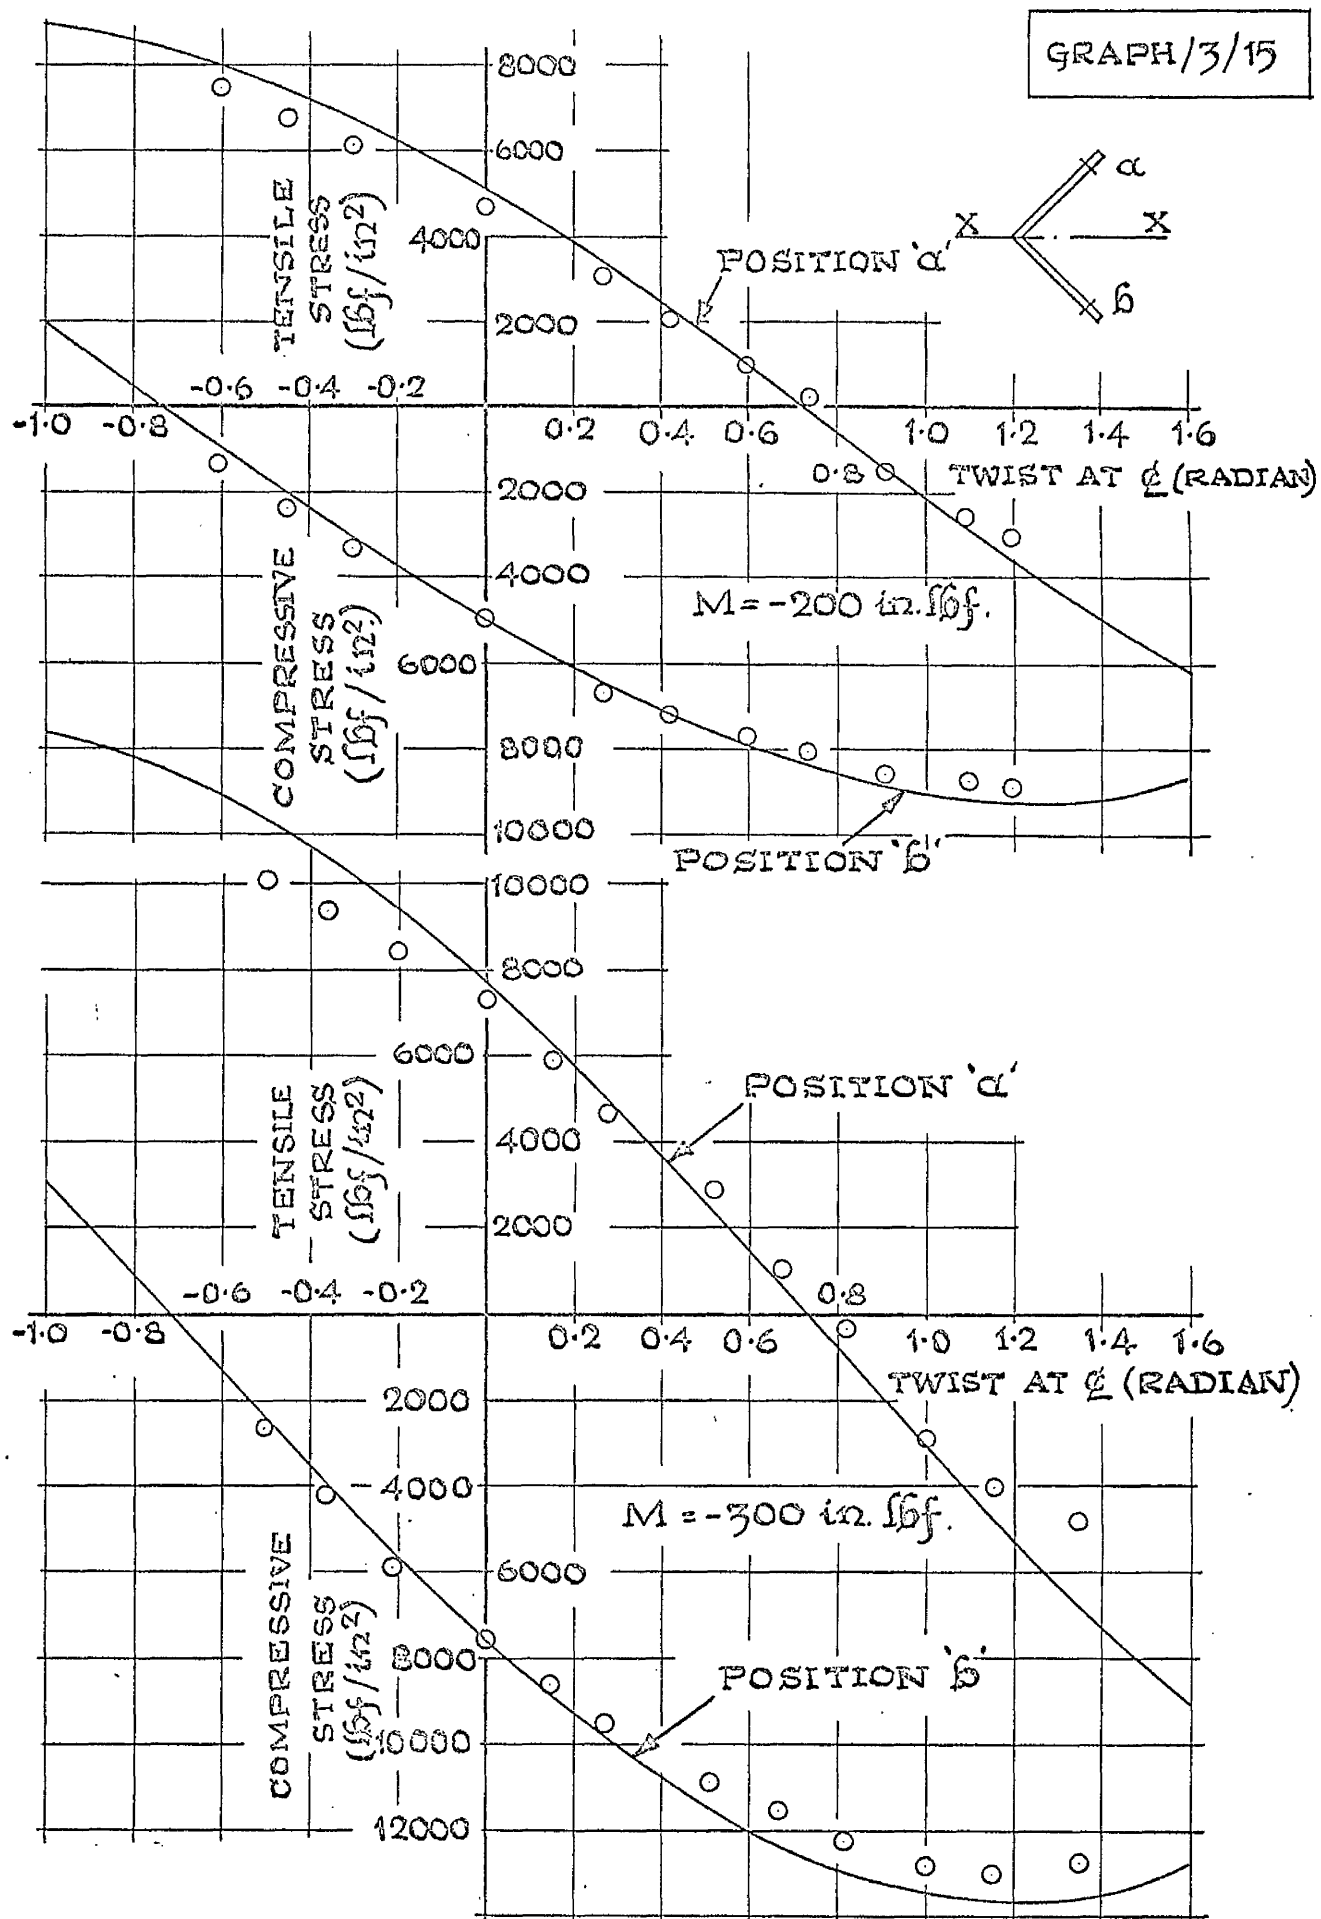 GRAPH/3/15
8000
6000
4000
2000
TENSILE
STRESS
(lbf/in²)
a
X X
b
POSITION 'a'
-0.6 -0.4 -0.2
-1.0 -0.8 0.2 0.4 0.6 1.0 1.2 1.4 1.6
0.8 TWIST AT ℄ (RADIAN)
2000
4000
6000
8000
10000
COMPRESSIVE
STRESS
(lbf/in².)
M = -200 in.lbf.
POSITION 'b'
10000
8000
6000
4000
2000
TENSILE
STRESS
(lbf/in²)
POSITION 'a'
-0.6 -0.4 -0.2 0.8
-1.0 -0.8 0.2 0.4 0.6 1.0 1.2 1.4 1.6
TWIST AT ℄ (RADIAN)
2000
4000
6000
8000
10000
12000
COMPRESSIVE
STRESS
(lbf/in²)
M = -300 in. lbf.
POSITION 'b'